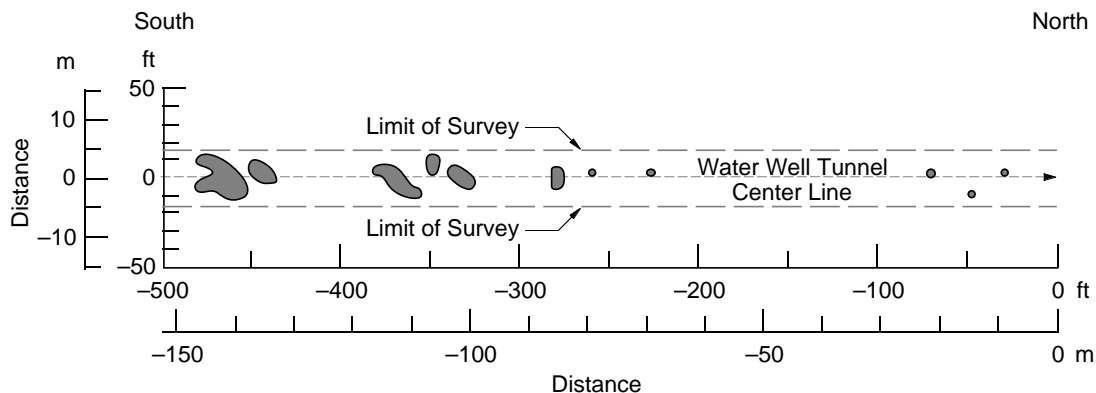 South
North
m
ft
50
10
0
0
–10
–50
Distance
Limit of Survey
Water Well Tunnel
Center Line
Limit of Survey
–500
–400
–300
–200
–100
0 ft
–150
–100
–50
0 m
Distance